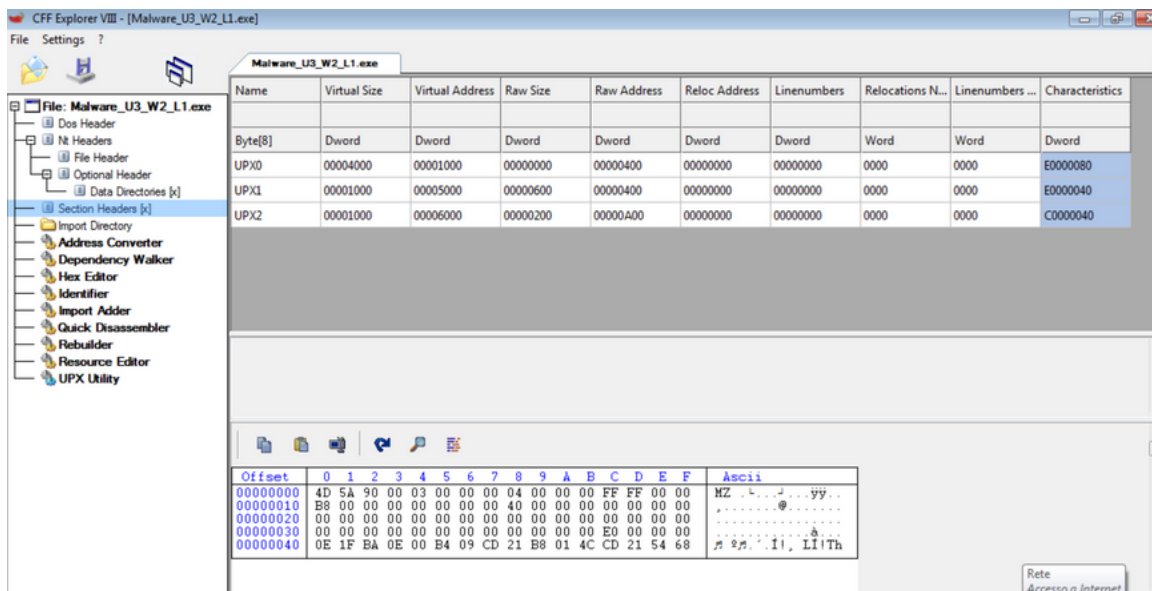 CFF Explorer VIII - [Malware_U3_W2_L1.exe]
File Settings ?
Malware_U3_W2_L1.exe
File: Malware_U3_W2_L1.exe
Dos Header
Nt Headers
File Header
Optional Header
Data Directories [x]
Section Headers [x]
Import Directory
Address Converter
Dependency Walker
Hex Editor
Identifier
Import Adder
Quick Disassembler
Rebuilder
Resource Editor
UPX Utility
Name Virtual Size Virtual Address Raw Size Raw Address Reloc Address Linenumbers Relocations N... Linenumbers ... Characteristics
Byte[8] Dword Dword Dword Dword Dword Dword Word Word Dword
UPX0 00004000 00001000 00000000 00000400 00000000 00000000 0000 0000 E0000080
UPX1 00001000 00005000 00000600 00000400 00000000 00000000 0000 0000 E0000040
UPX2 00001000 00006000 00000200 00000A00 00000000 00000000 0000 0000 C0000040
Offset 0 1 2 3 4 5 6 7 8 9 A B C D E F Ascii
00000000 4D 5A 90 00 03 00 00 00 04 00 00 00 FF FF 00 00 MZ
00000010 B8 00 00 00 00 00 00 00 40 00 00 00 00 00 00 00 ¸.......@.......
00000020 00 00 00 00 00 00 00 00 00 00 00 00 00 00 00 00 ................
00000030 00 00 00 00 00 00 00 00 00 00 00 00 E0 00 00 00 ............à...
00000040 0E 1F BA 0E 00 B4 09 CD 21 B8 01 4C CD 21 54 68
Rete
Accesso a Internet